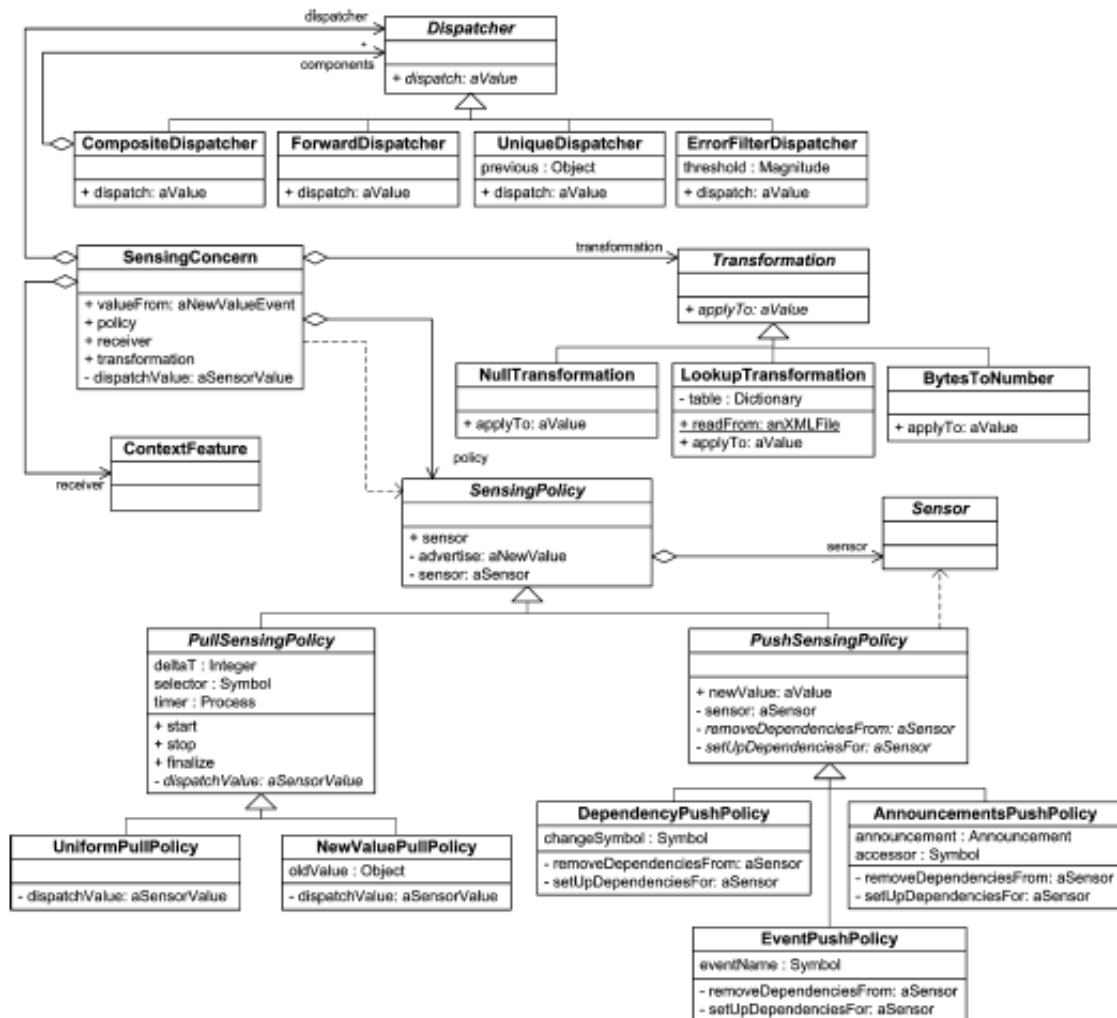 dispatcher
Dispatcher
*
components
+ dispatch: aValue
CompositeDispatcher
+ dispatch: aValue
ForwardDispatcher
+ dispatch: aValue
UniqueDispatcher
previous : Object
+ dispatch: aValue
ErrorFilterDispatcher
threshold : Magnitude
+ dispatch: aValue
SensingConcern
+ valueFrom: aNewValueEvent
+ policy
+ receiver
+ transformation
- dispatchValue: aSensorValue
transformation
Transformation
+ applyTo: aValue
NullTransformation
+ applyTo: aValue
LookupTransformation
- table : Dictionary
+ readFrom: anXMLFile
+ applyTo: aValue
BytesToNumber
+ applyTo: aValue
ContextFeature
receiver
policy
SensingPolicy
+ sensor
- advertise: aNewValue
- sensor: aSensor
sensor
Sensor
PullSensingPolicy
deltaT : Integer
selector : Symbol
timer : Process
+ start
+ stop
+ finalize
- dispatchValue: aSensorValue
PushSensingPolicy
+ newValue: aValue
- sensor: aSensor
- removeDependenciesFrom: aSensor
- setUpDependenciesFor: aSensor
UniformPullPolicy
- dispatchValue: aSensorValue
NewValuePullPolicy
oldValue : Object
- dispatchValue: aSensorValue
DependencyPushPolicy
changeSymbol : Symbol
- removeDependenciesFrom: aSensor
- setUpDependenciesFor: aSensor
AnnouncementsPushPolicy
announcement : Announcement
accessor : Symbol
- removeDependenciesFrom: aSensor
- setUpDependenciesFor: aSensor
EventPushPolicy
eventName : Symbol
- removeDependenciesFrom: aSensor
- setUpDependenciesFor: aSensor